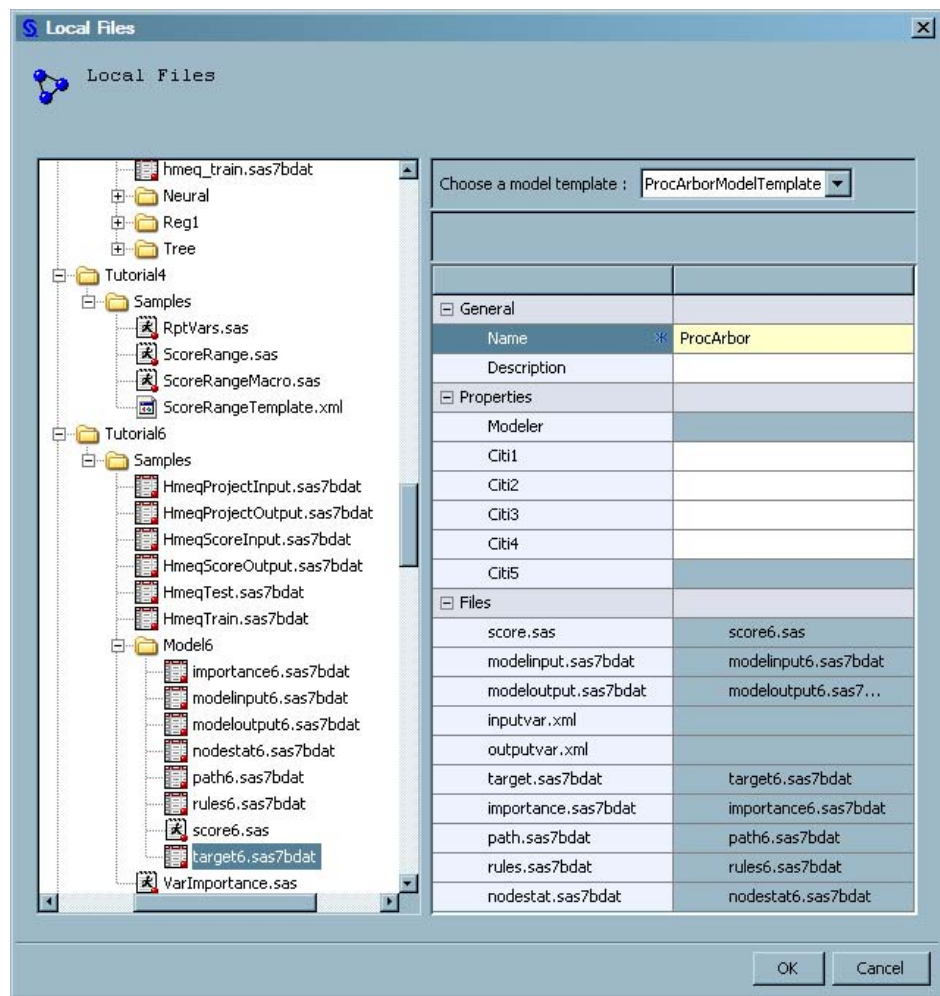 Local Files
Local Files
hmeq_train.sas7bdat
Neural
Reg1
Tree
Tutorial4
Samples
RptVars.sas
ScoreRange.sas
ScoreRangeMacro.sas
ScoreRangeTemplate.xml
Tutorial6
Samples
HmeqProjectInput.sas7bdat
HmeqProjectOutput.sas7bdat
HmeqScoreInput.sas7bdat
HmeqScoreOutput.sas7bdat
HmeqTest.sas7bdat
HmeqTrain.sas7bdat
Model6
importance6.sas7bdat
modelinput6.sas7bdat
modeloutput6.sas7bdat
nodestat6.sas7bdat
path6.sas7bdat
rules6.sas7bdat
score6.sas
target6.sas7bdat
VarImportance.sas
Choose a model template : ProcArborModelTemplate
General
Name * ProcArbor
Description
Properties
Modeler
Citi1
Citi2
Citi3
Citi4
Citi5
Files
score.sas score6.sas
modelinput.sas7bdat modelinput6.sas7bdat
modeloutput.sas7bdat modeloutput6.sas7...
inputvar.xml
outputvar.xml
target.sas7bdat target6.sas7bdat
importance.sas7bdat importance6.sas7bdat
path.sas7bdat path6.sas7bdat
rules.sas7bdat rules6.sas7bdat
nodestat.sas7bdat nodestat6.sas7bdat
OK Cancel